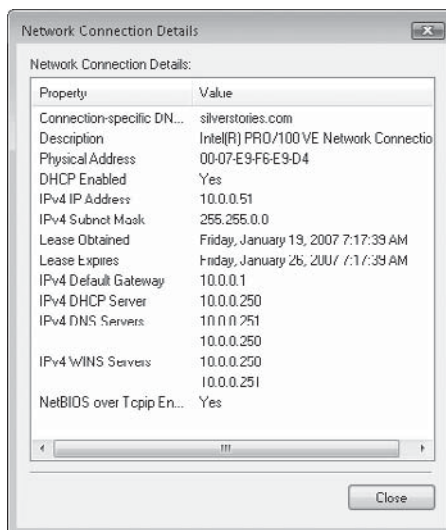 Network Connection Details
Network Connection Details:
Property Value
Connection-specific DN... silverstories.com
Description Intel(R) PRO/100 VE Network Connectio
Physical Address 00-07-E9-F6-E9-D4
DHCP Enabled Yes
IPv4 IP Address 10.0.0.51
IPv4 Subnet Mask 255.255.0.0
Lease Obtained Friday, January 19, 2007 7:17:39 AM
Lease Expires Friday, January 26, 2007 7:17:39 AM
IPv4 Default Gateway 10.0.0.1
IPv4 DHCP Server 10.0.0.250
IPv4 DNS Servers 10.0.0.251
10.0.0.250
IPv4 WINS Servers 10.0.0.250
10.0.0.251
NetBIOS over Tcpip En... Yes
Close